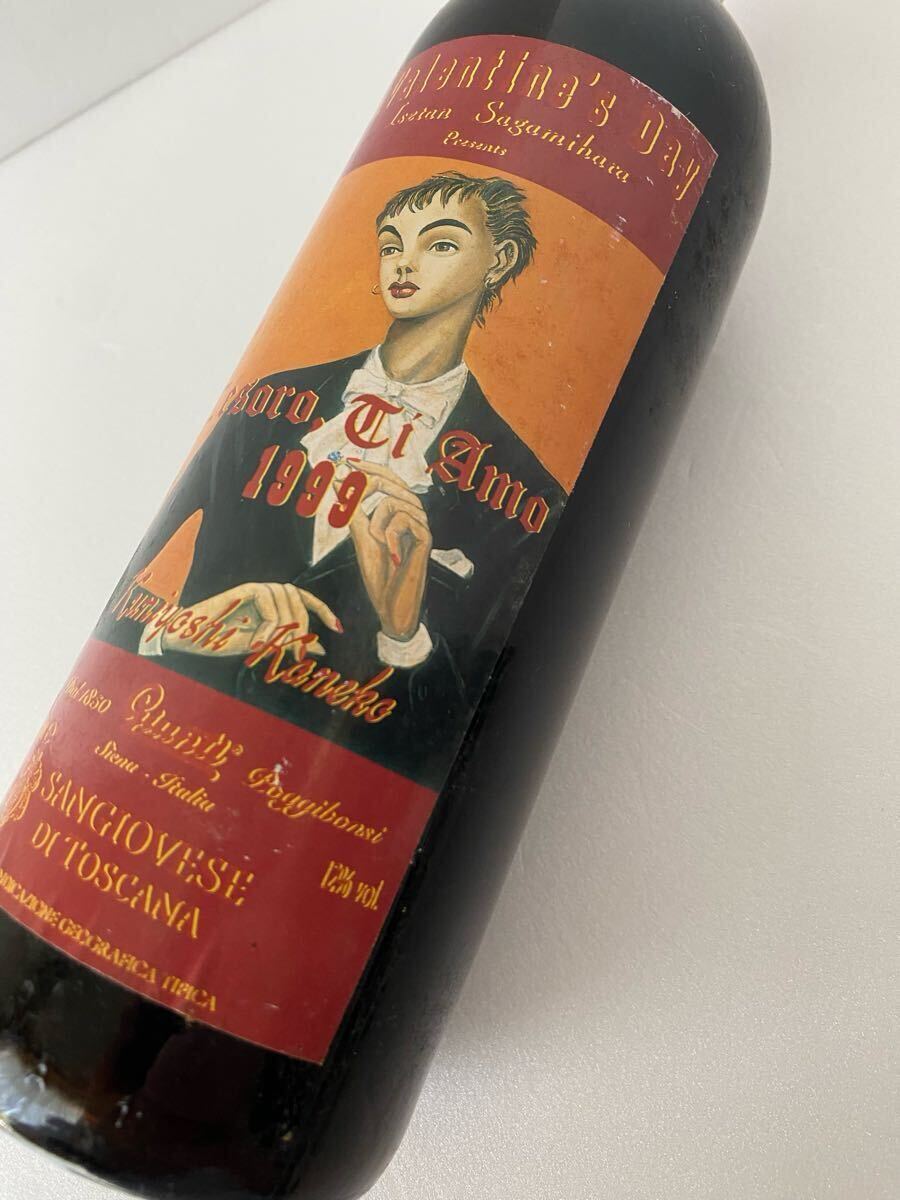 Valentine's Day
Isetan Sagamihara
Presents
Tesoro, Ti Amo
1999
Kuniyoshi Kaneko
Dal 1850
Poggibonsi
Siena - Italia
SANGIOVESE
DI TOSCANA
vol.
INDICAZIONE GEOGRAFICA TIPICA